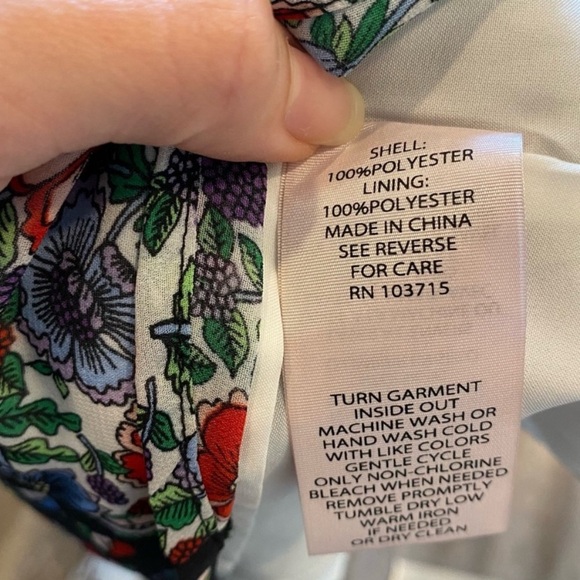 SHELL:
100%POLYESTER
LINING:
100%POLYESTER
MADE IN CHINA
SEE REVERSE
FOR CARE
RN 103715
TURN GARMENT
INSIDE OUT
MACHINE WASH OR
HAND WASH COLD
WITH LIKE COLORS
GENTLE CYCLE
ONLY NON CHLORINE
BLEACH WHEN NEEDED
REMOVE PROMPTLY
TUMBLE DRY LOW
WARM IRON
IF NEEDED
OR DRY CLEAN